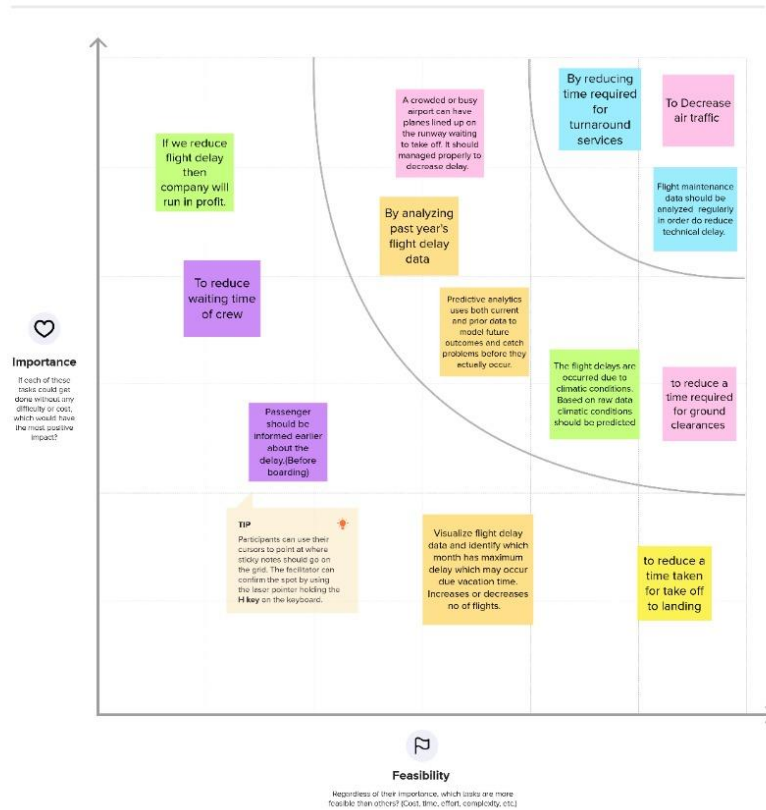 By reducing
time required
for
turnaround
services
To Decrease
air traffic
A crowded or busy
airport can have
planes lined up on
the runway waiting
to take off. It should
managed properly to
decrease delay.
If we reduce
flight delay
then
company will
run in profit.
Flight maintenance
data should be
analyzed regularly
in order do reduce
technical delay.
By analyzing
past year's
flight delay
data
To reduce
waiting time
of crew
Predictive analytics
uses both current
and prior data to
model future
outcomes and catch
problems before they
actually occur.
Importance
If each of these
tasks could get
done without any
difficulty or cost,
which would have
the most positive
impact?
The flight delays are
occurred due to
climatic conditions.
Based on raw data
climatic conditions
should be predicted
to reduce a
time required
for ground
clearances
Passenger
should be
informed earlier
about the
delay.(Before
boarding)
TIP
Participants can use their
cursors to point at where
sticky notes should go on
the grid. The facilitator can
confirm the spot by using
the laser pointer holding the
H key on the keyboard.
Visualize flight delay
data and identify which
month has maximum
delay which may occur
due vacation time.
Increases or decreases
no of flights.
to reduce a
time taken
for take off
to landing
Feasibility
Regardless of their importance, which tasks are more
feasible than others? (Cost, time, effort, complexity, etc.)